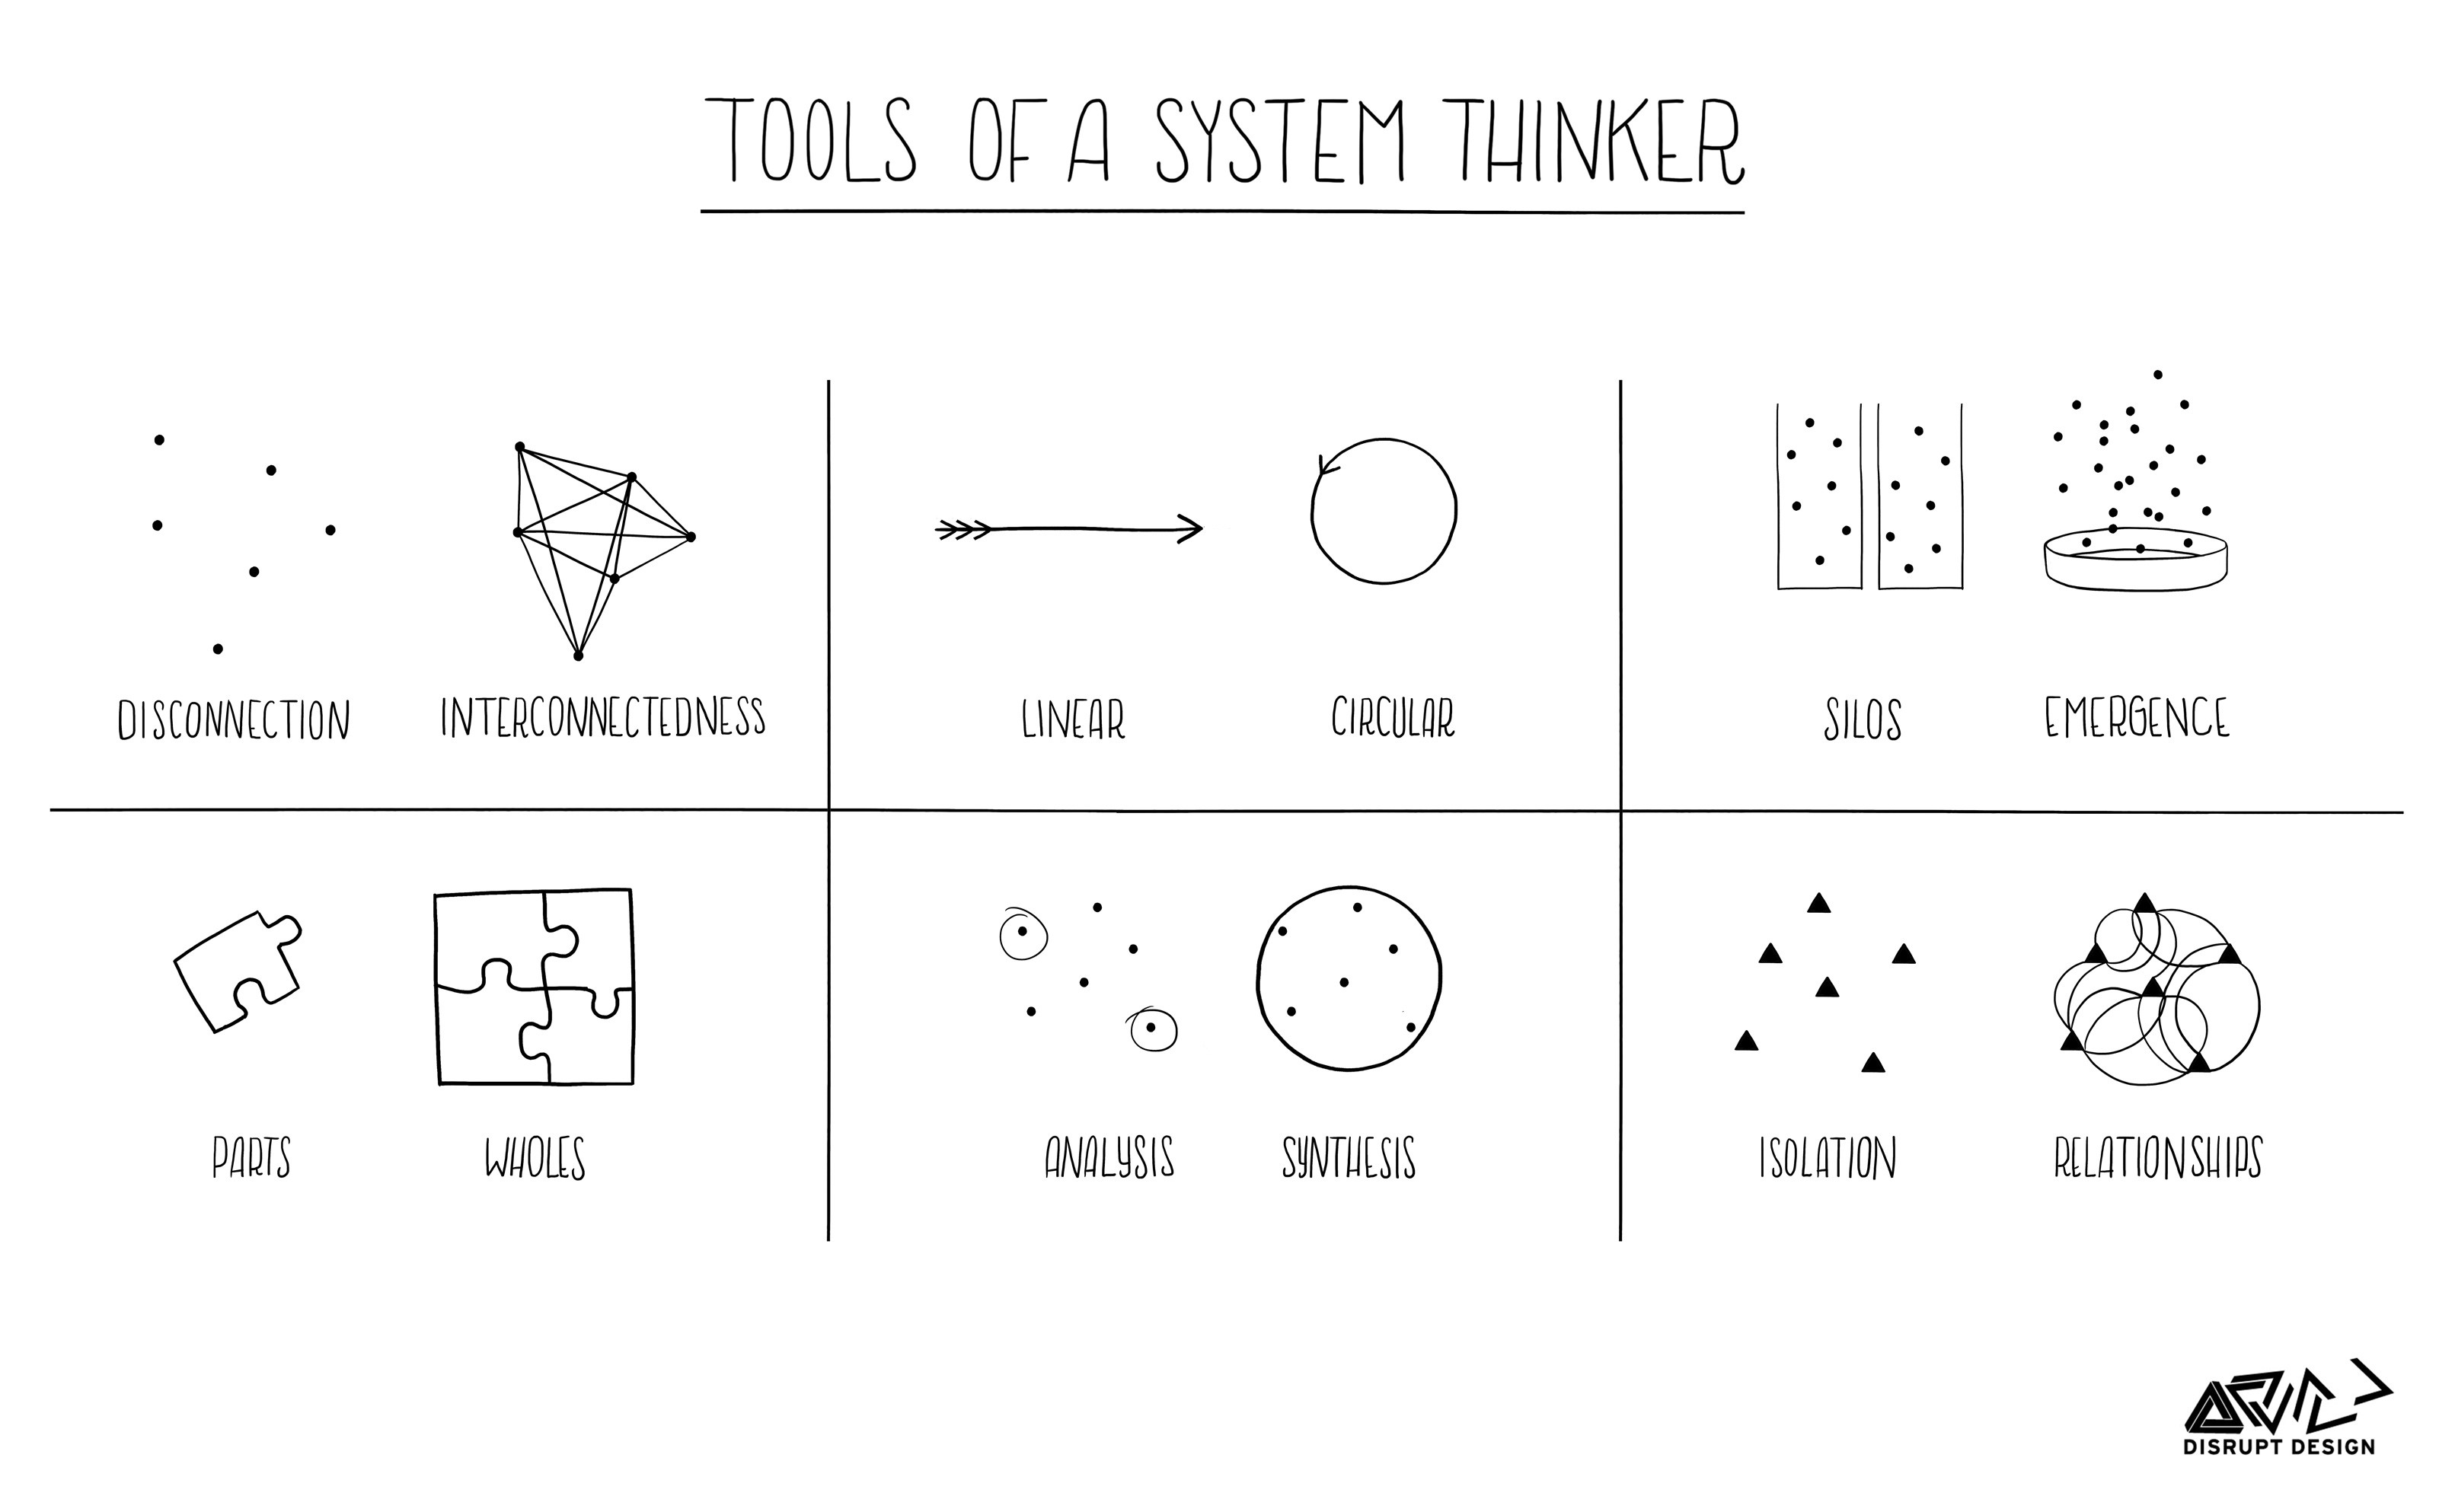 TOOLS OF A SYSTEM THINKER
DISCONNECTION
INTERCONNECTEDNESS
LINEAR
CIRCULAR
SILOS
EMERGENCE
PARTS
WHOLES
ANALYSIS
SYNTHESIS
ISOLATION
RELATIONSHIPS
DISRUPT DESIGN